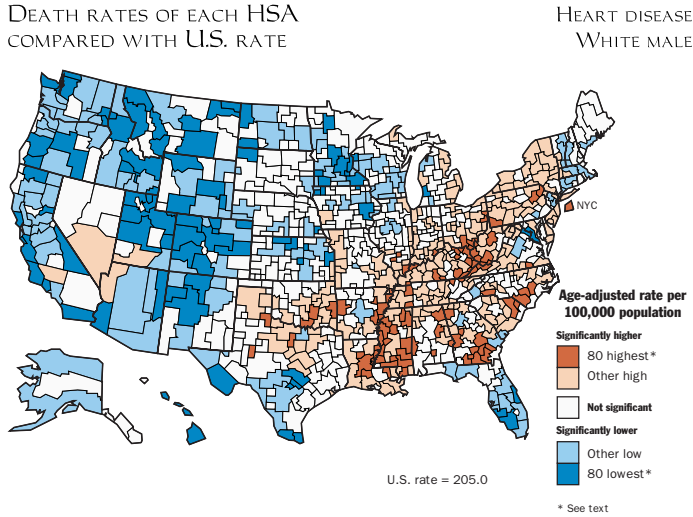 DEATH RATES OF EACH HSA
COMPARED WITH U.S. RATE
HEART DISEASE
WHITE MALE
NYC
Age-adjusted rate per
100,000 population
Significantly higher
80 highest*
Other high
Not significant
Significantly lower
Other low
80 lowest*
U.S. rate = 205.0
* See text